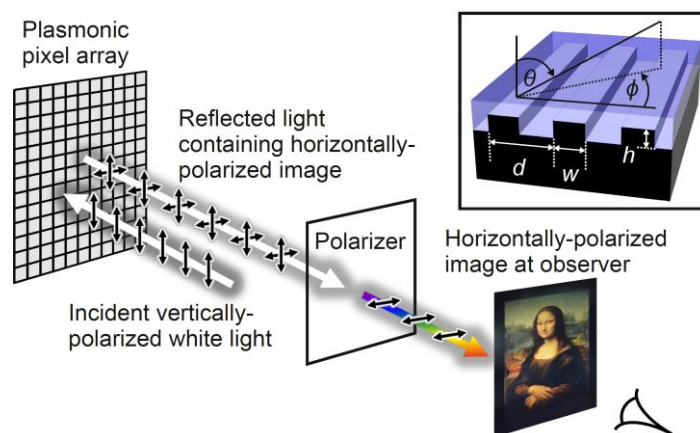 Plasmonic
pixel array
Reflected light
containing horizontally-
polarized image
Incident vertically-
polarized white light
Polarizer
Horizontally-polarized
image at observer
θ
ϕ
d
w
h